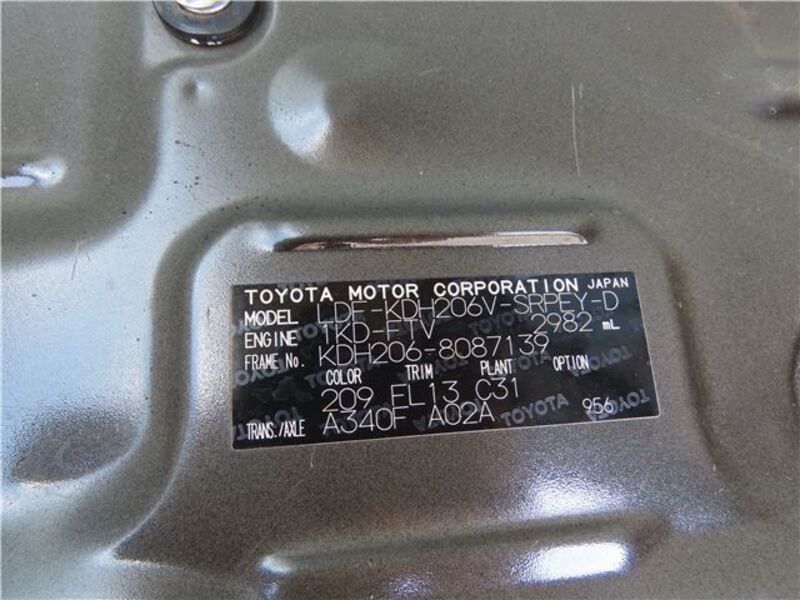 TOYOTA MOTOR CORPORATION JAPAN
MODEL LDF-KDH206V-SRPEY-D
ENGINE 1KD-FTV 2982 mL
FRAME No. KDH206-8087139
COLOR TRIM PLANT OPTION
209 FL13 C31
TRANS./AXLE A340F A02A 956